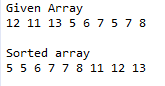 Given Array
12 11 13 5 6 7 5 7 8
Sorted array
5 5 6 7 7 8 11 12 13